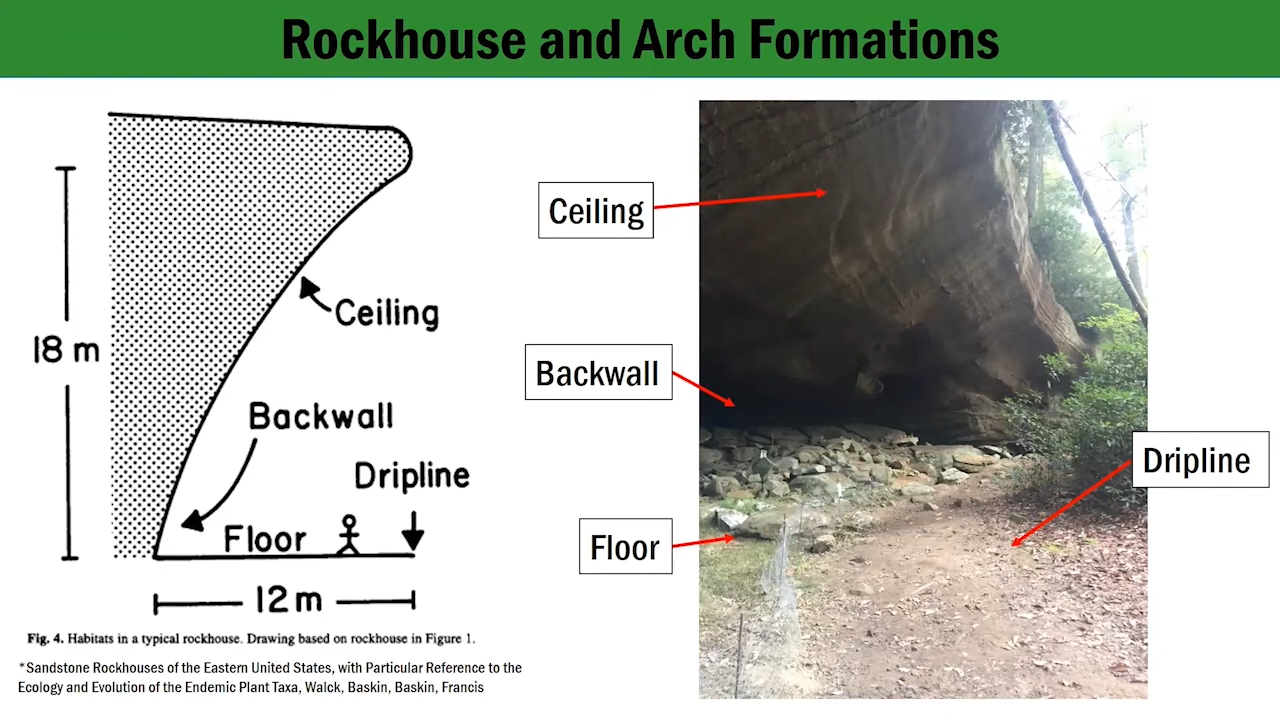 Rockhouse and Arch Formations
18 m
Ceiling
Backwall
Dripline
Floor
12 m
Fig. 4. Habitats in a typical rockhouse. Drawing based on rockhouse in Figure 1.
*Sandstone Rockhouses of the Eastern United States, with Particular Reference to the
Ecology and Evolution of the Endemic Plant Taxa, Walck, Baskin, Baskin, Francis
Ceiling
Backwall
Dripline
Floor